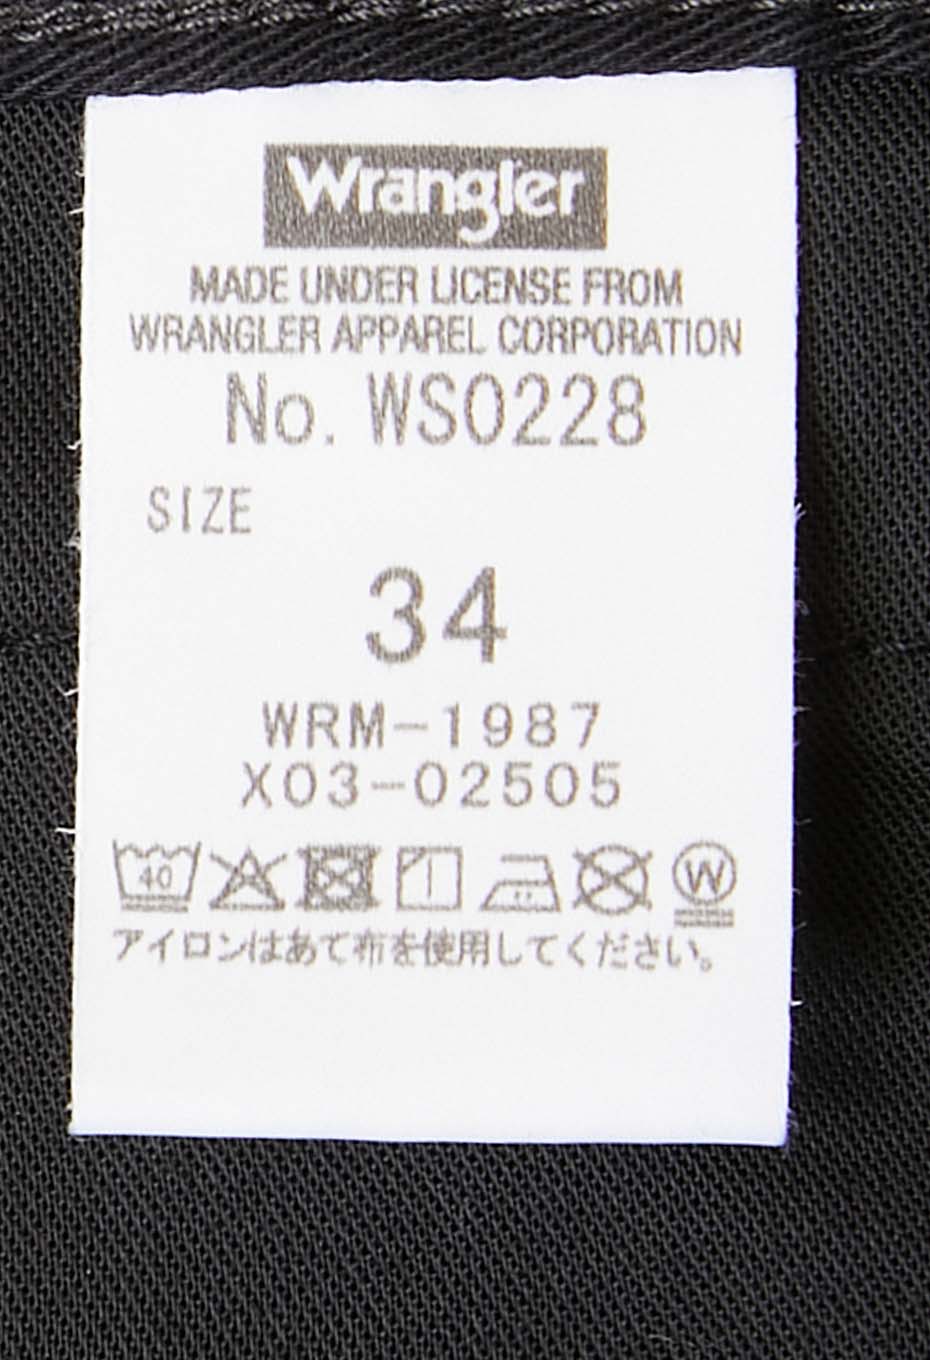 Wrangler
MADE UNDER LICENSE FROM
WRANGLER APPAREL CORPORATION
No. WS0228
SIZE
34
WRM-1987
X03-02505
40 W
アイロンはあて布を使用してください。